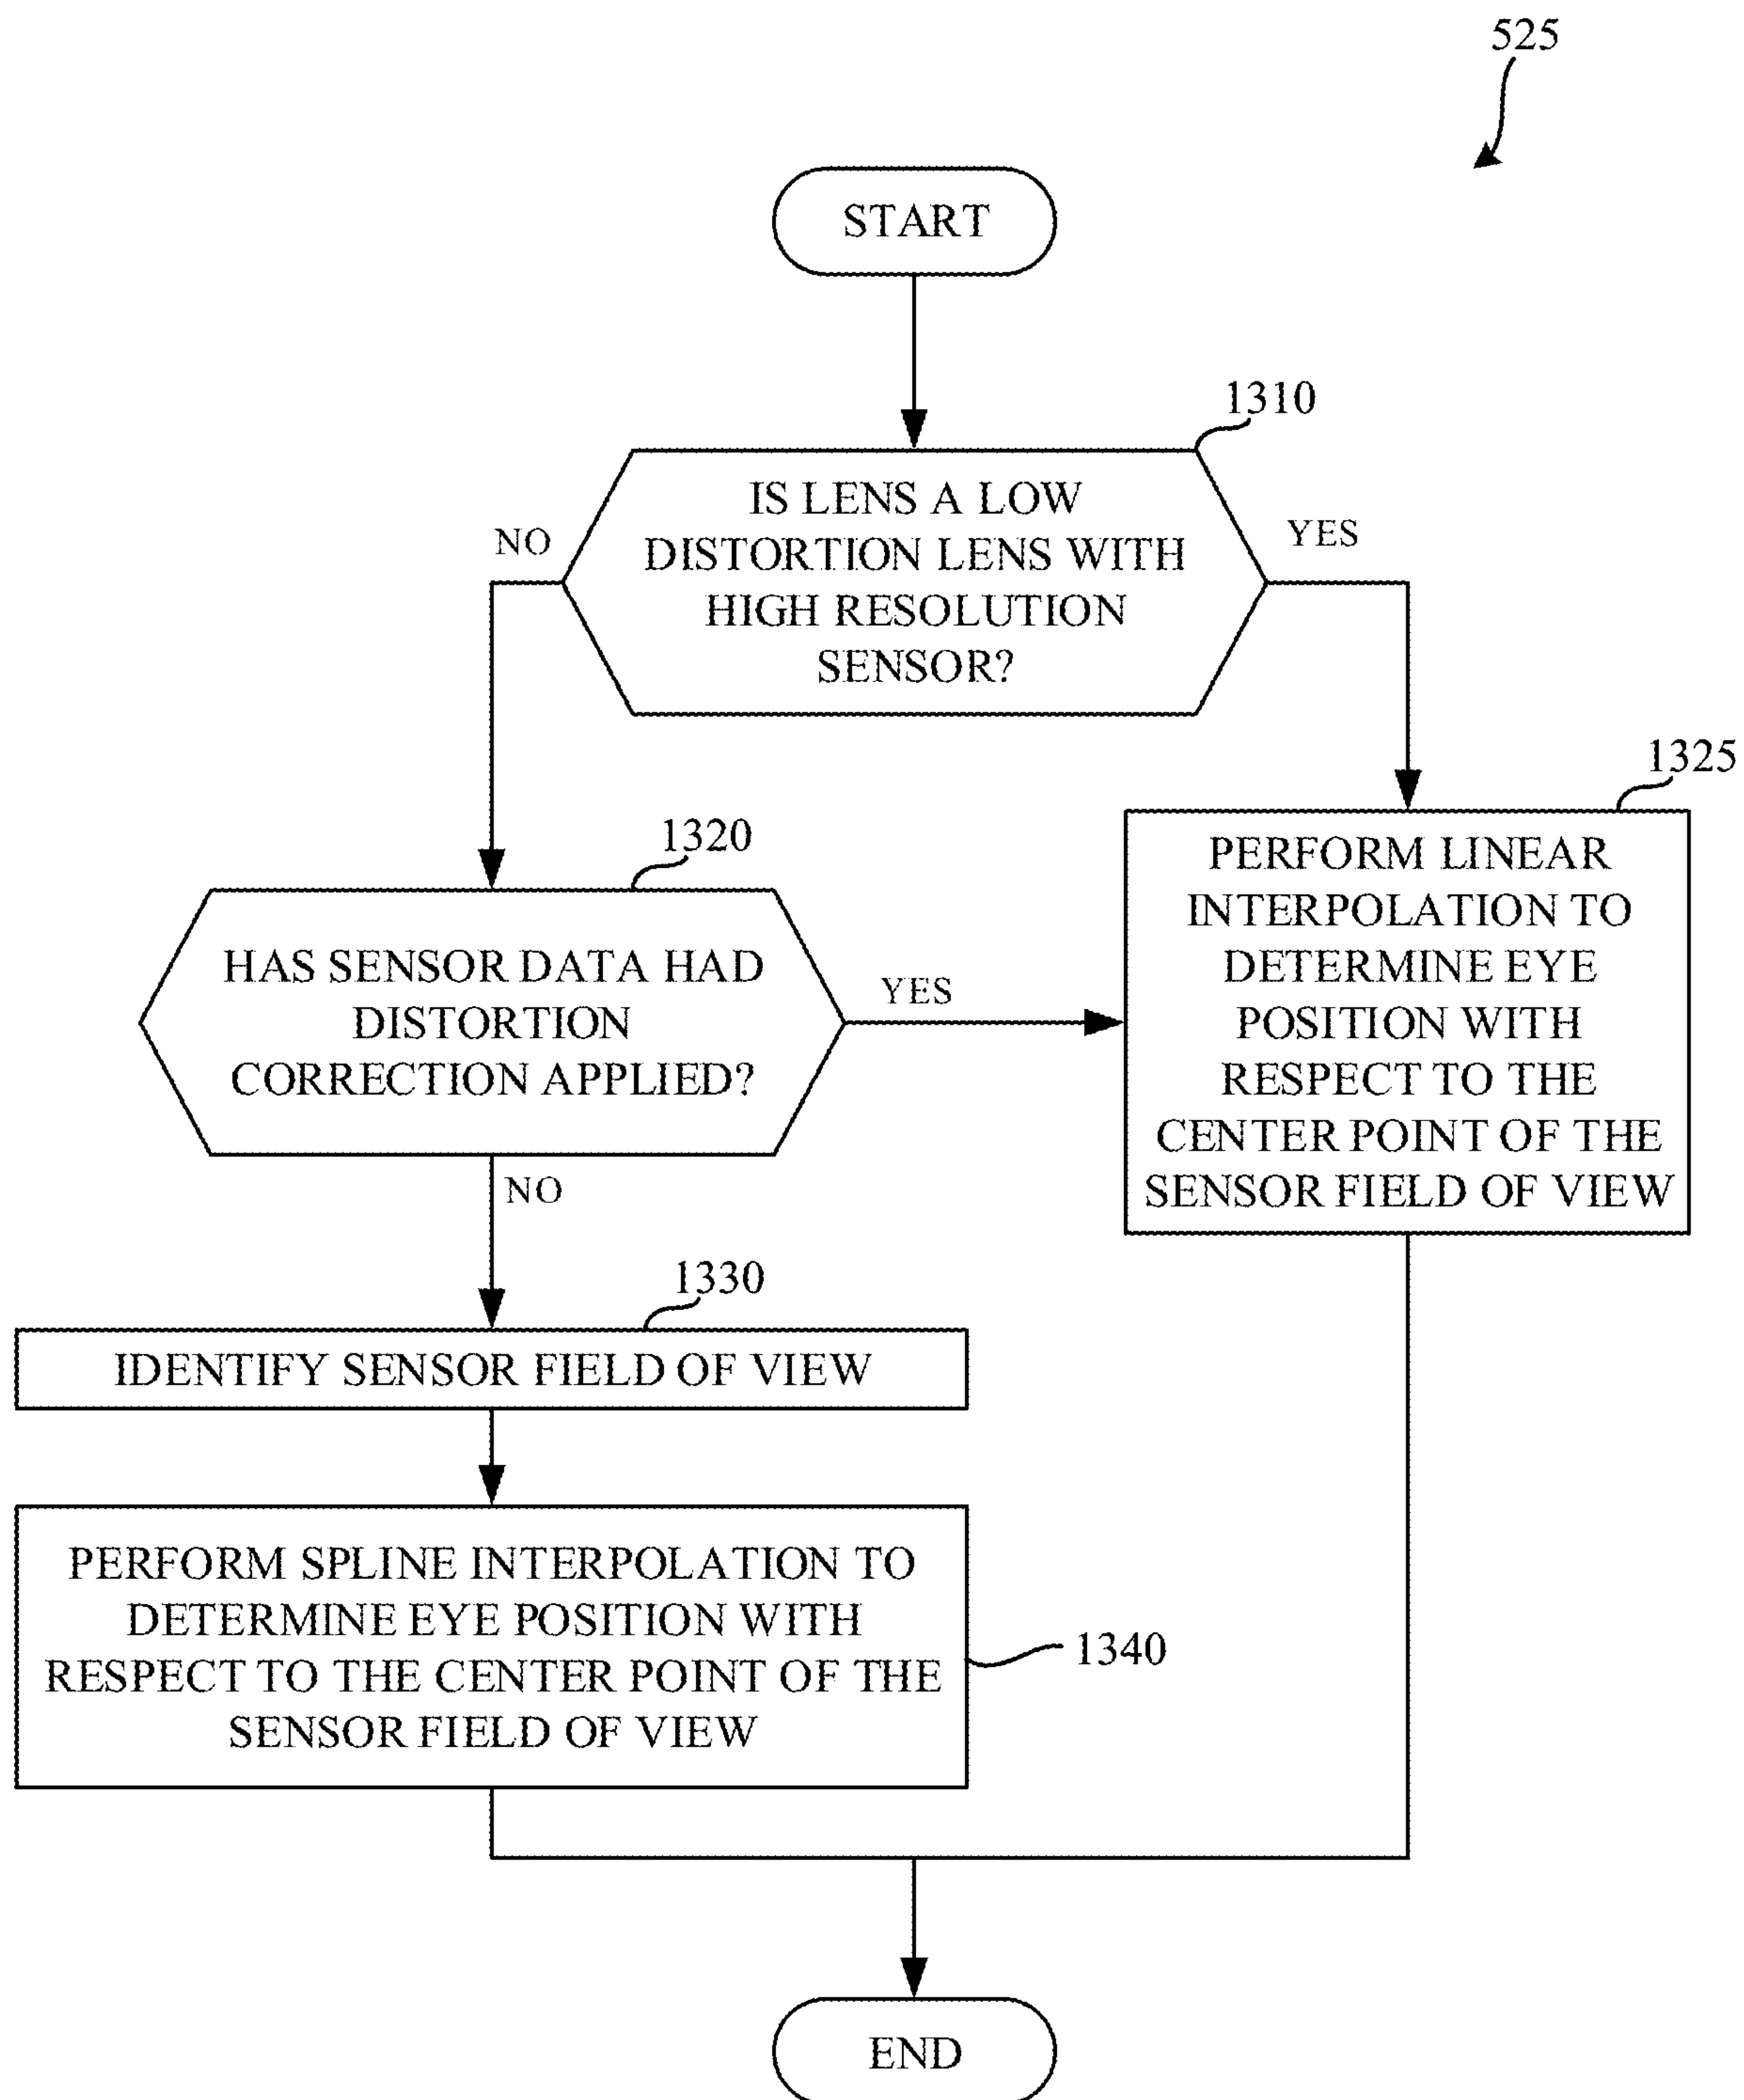 525
START
1310
IS LENS A LOW
DISTORTION LENS WITH
HIGH RESOLUTION
SENSOR?
NO
YES
1325
PERFORM LINEAR
INTERPOLATION TO
DETERMINE EYE
POSITION WITH
RESPECT TO THE
CENTER POINT OF THE
SENSOR FIELD OF VIEW
1320
HAS SENSOR DATA HAD
DISTORTION
CORRECTION APPLIED?
YES
NO
1330
IDENTIFY SENSOR FIELD OF VIEW
PERFORM SPLINE INTERPOLATION TO
DETERMINE EYE POSITION WITH
RESPECT TO THE CENTER POINT OF THE
SENSOR FIELD OF VIEW
1340
END